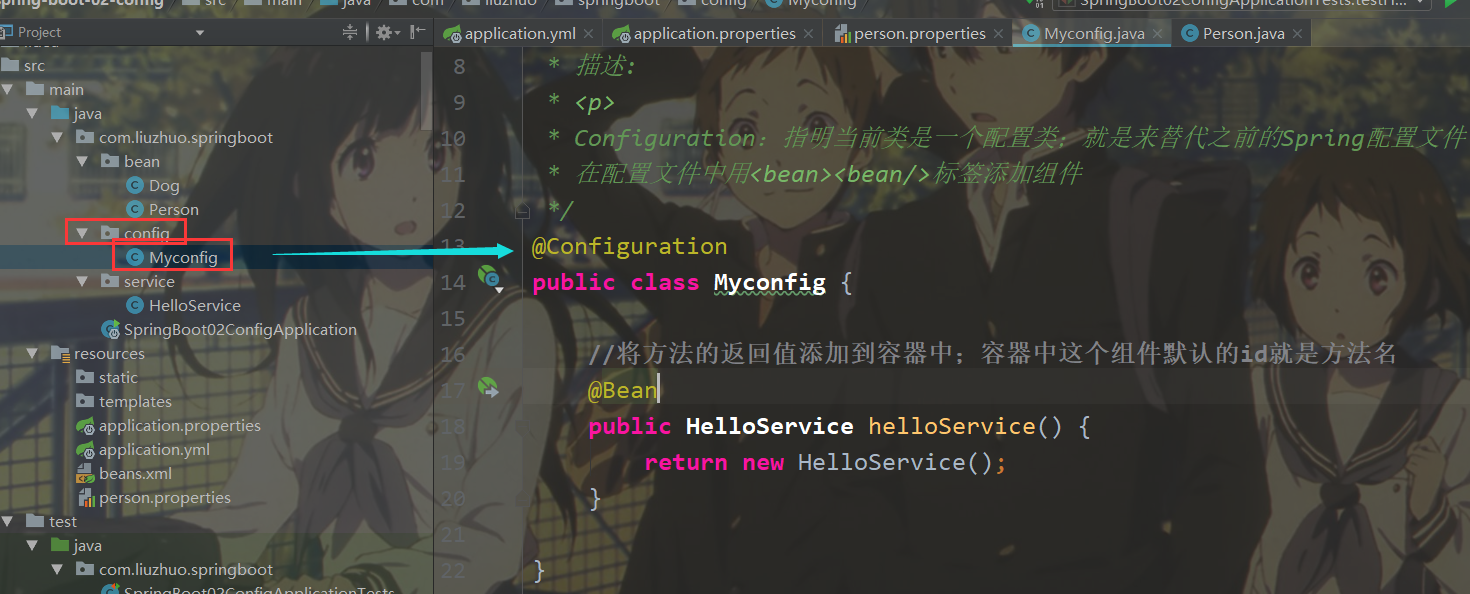 spring-boot-02-config src main java com liuzhuo springboot config Myconfig SpringBoot02ConfigApplicationTests.testH...
Project
application.yml
application.properties
person.properties
Myconfig.java
Person.java
src
main
java
com.liuzhuo.springboot
bean
Dog
Person
config
Myconfig
service
HelloService
SpringBoot02ConfigApplication
resources
static
templates
application.properties
application.yml
beans.xml
person.properties
test
java
com.liuzhuo.springboot
SpringBoot02ConfigApplicationTests
8 * 描述:
9 * <p>
10 * Configuration: 指明当前类是一个配置类; 就是来替代之前的Spring配置文件
11 * 在配置文件中用<bean><bean/>标签添加组件
12 */
13 @Configuration
14 public class Myconfig {
15
16 //将方法的返回值添加到容器中; 容器中这个组件默认的id就是方法名
17 @Bean
18 public HelloService helloService() {
19 return new HelloService();
20 }
21
22 }